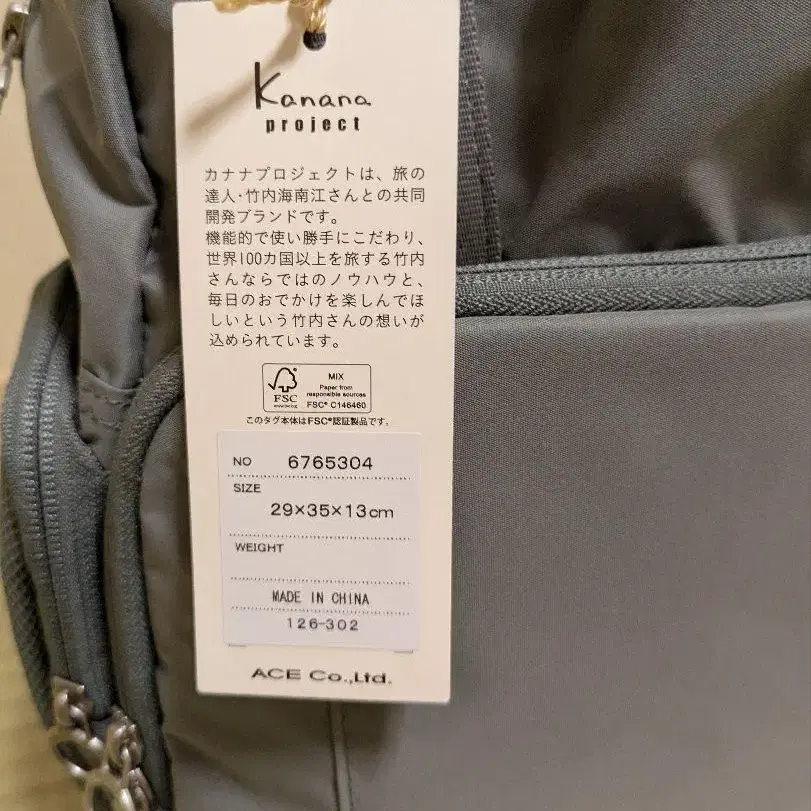 Kanana
project
カナナプロジェクトは、旅の
達人・竹内海南江さんとの共同
開発ブランドです。
機能的で使い勝手にこだわり、
世界100カ国以上を旅する竹内
さんならではのノウハウと、
毎日のおでかけを楽しんでほ
しいという竹内さんの想いが
込められています。
FSC
www.fsc.org
MIX
Paper from
responsible sources
FSC® C146460
このタグ本体はFSC®認証製品です。
NO 6765304
SIZE
29×35×13cm
WEIGHT
MADE IN CHINA
126-302
ACE Co.,Ltd.